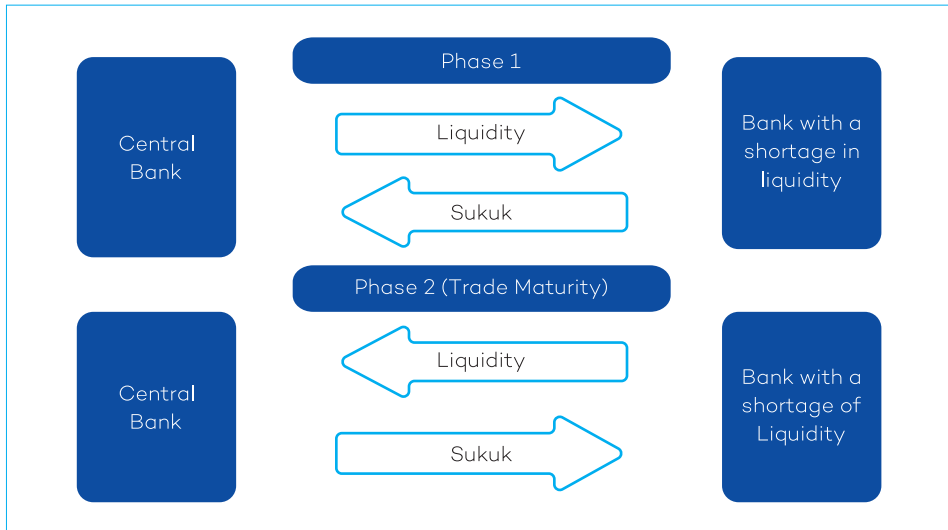 Phase 1
Central
Bank
Liquidity
Sukuk
Bank with a
shortage in
liquidity
Phase 2 (Trade Maturity)
Central
Bank
Liquidity
Sukuk
Bank with a
shortage of
Liquidity